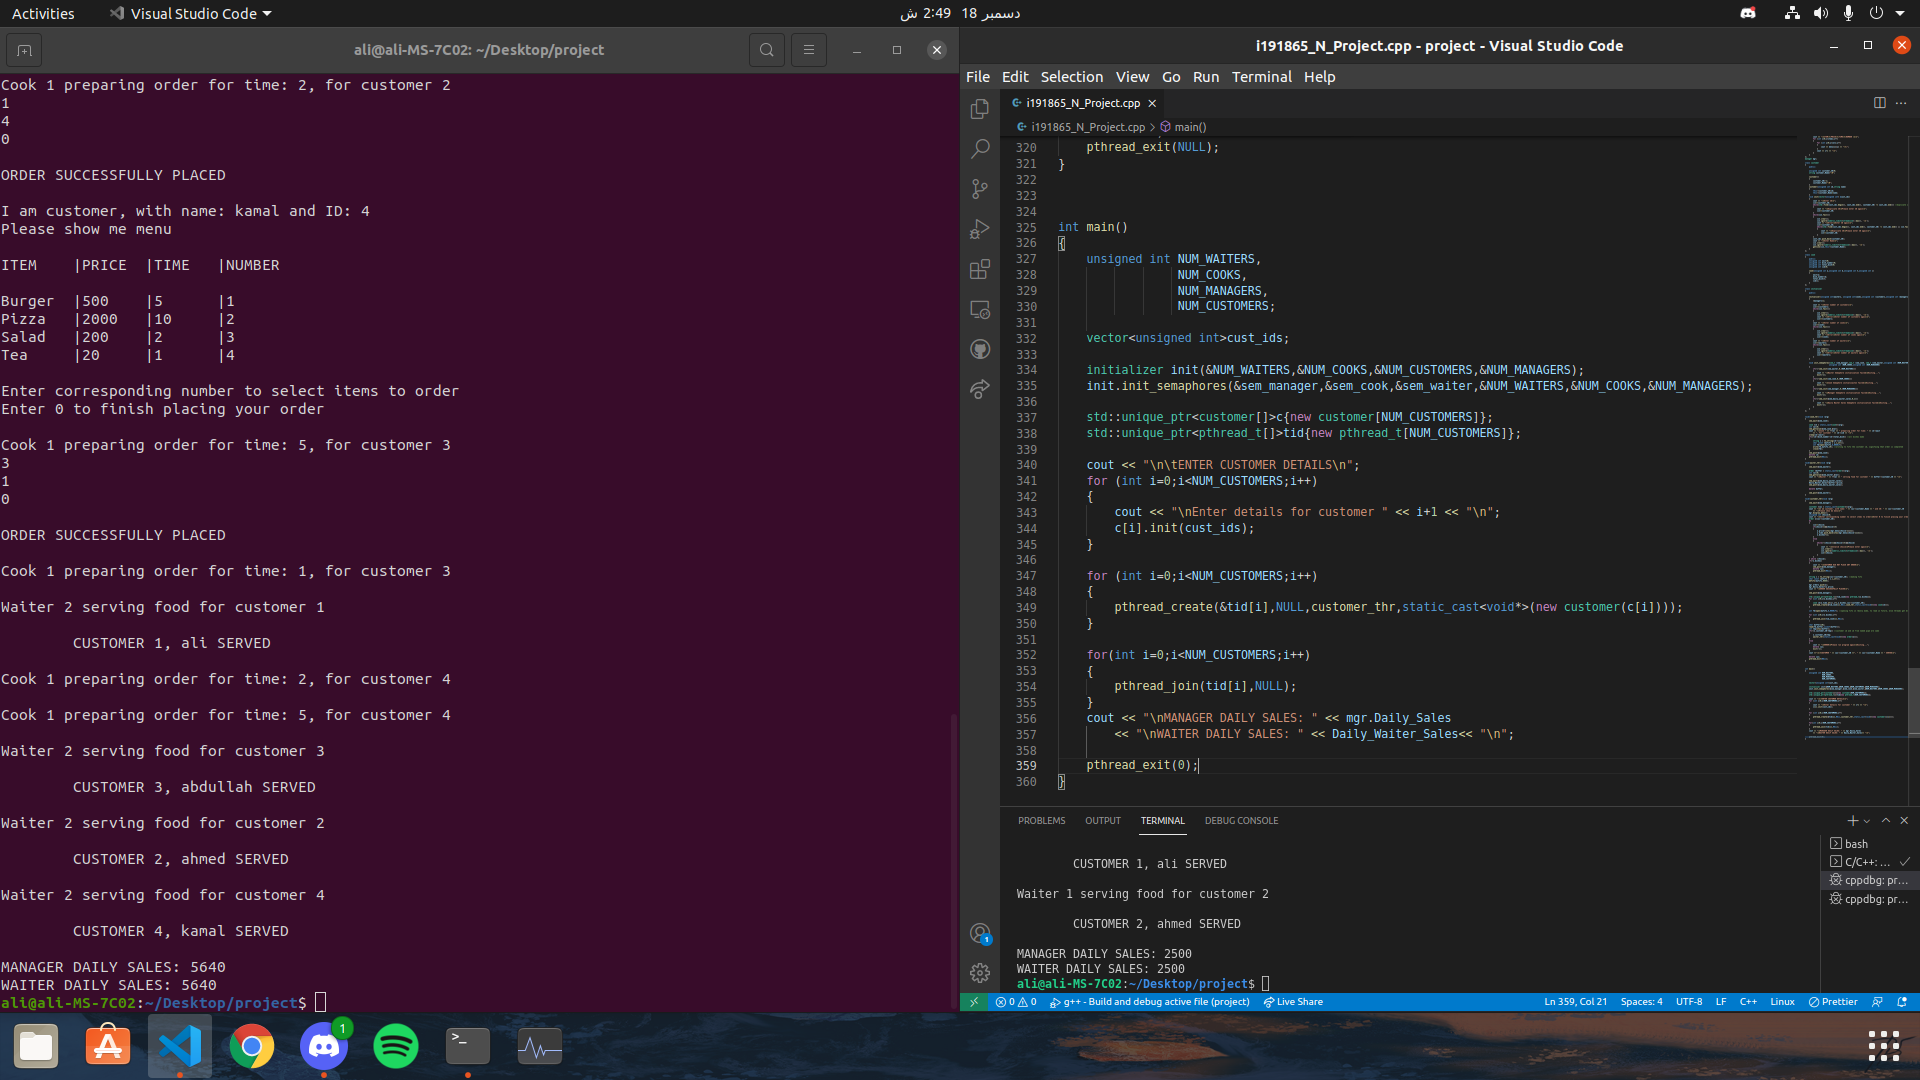 Activities
Visual Studio Code
دسمبر 18  2:49 ش
ali@ali-MS-7C02: ~/Desktop/project
Cook 1 preparing order for time: 2, for customer 2
1
4
0
ORDER SUCCESSFULLY PLACED
I am customer, with name: kamal and ID: 4
Please show me menu
ITEM    |PRICE  |TIME   |NUMBER
Burger  |500    |5      |1
Pizza   |2000   |10     |2
Salad   |200    |2      |3
Tea     |20     |1      |4
Enter corresponding number to select items to order
Enter 0 to finish placing your order
Cook 1 preparing order for time: 5, for customer 3
3
1
0
ORDER SUCCESSFULLY PLACED
Cook 1 preparing order for time: 1, for customer 3
Waiter 2 serving food for customer 1
CUSTOMER 1, ali SERVED
Cook 1 preparing order for time: 2, for customer 4
Cook 1 preparing order for time: 5, for customer 4
Waiter 2 serving food for customer 3
CUSTOMER 3, abdullah SERVED
Waiter 2 serving food for customer 2
CUSTOMER 2, ahmed SERVED
Waiter 2 serving food for customer 4
CUSTOMER 4, kamal SERVED
MANAGER DAILY SALES: 5640
WAITER DAILY SALES: 5640
ali@ali-MS-7C02:~/Desktop/project$
i191865_N_Project.cpp - project - Visual Studio Code
File Edit Selection View Go Run Terminal Help
i191865_N_Project.cpp
i191865_N_Project.cpp > main()
320 pthread_exit(NULL);
321 }
322
323
324
325 int main()
326 {
327 unsigned int NUM_WAITERS,
328 NUM_COOKS,
329 NUM_MANAGERS,
330 NUM_CUSTOMERS;
331
332 vector<unsigned int>cust_ids;
333
334 initializer init(&NUM_WAITERS,&NUM_COOKS,&NUM_CUSTOMERS,&NUM_MANAGERS);
335 init.init_semaphores(&sem_manager,&sem_cook,&sem_waiter,&NUM_WAITERS,&NUM_COOKS,&NUM_MANAGERS);
336
337 std::unique_ptr<customer[]>c{new customer[NUM_CUSTOMERS]};
338 std::unique_ptr<pthread_t[]>tid{new pthread_t[NUM_CUSTOMERS]};
339
340 cout << "\n\tENTER CUSTOMER DETAILS\n";
341 for (int i=0;i<NUM_CUSTOMERS;i++)
342 {
343 cout << "\nEnter details for customer " << i+1 << "\n";
344 c[i].init(cust_ids);
345 }
346
347 for (int i=0;i<NUM_CUSTOMERS;i++)
348 {
349 pthread_create(&tid[i],NULL,customer_thr,static_cast<void*>(new customer(c[i])));
350 }
351
352 for(int i=0;i<NUM_CUSTOMERS;i++)
353 {
354 pthread_join(tid[i],NULL);
355 }
356 cout << "\nMANAGER DAILY SALES: " << mgr.Daily_Sales
357 << "\nWAITER DAILY SALES: " << Daily_Waiter_Sales<< "\n";
358
359 pthread_exit(0);
360 }
PROBLEMS OUTPUT TERMINAL DEBUG CONSOLE
CUSTOMER 1, ali SERVED
Waiter 1 serving food for customer 2
CUSTOMER 2, ahmed SERVED
MANAGER DAILY SALES: 2500
WAITER DAILY SALES: 2500
ali@ali-MS-7C02:~/Desktop/project$
bash
C/C++: ...
cppdbg: pr...
cppdbg: pr...
1
0 0 g++ - Build and debug active file (project) Live Share Ln 359, Col 21 Spaces: 4 UTF-8 LF C++ Linux Prettier
1